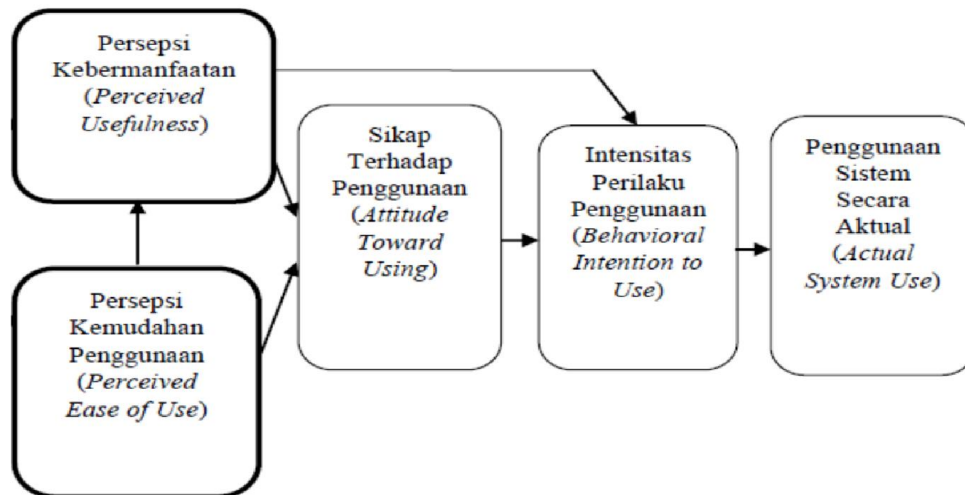 Persepsi
Kebermanfaatan
(Perceived
Usefulness)
Persepsi
Kemudahan
Penggunaan
(Perceived
Ease of Use)
Sikap
Terhadap
Penggunaan
(Attitude
Toward
Using)
Intensitas
Perilaku
Penggunaan
(Behavioral
Intention to
Use)
Penggunaan
Sistem
Secara
Aktual
(Actual
System Use)